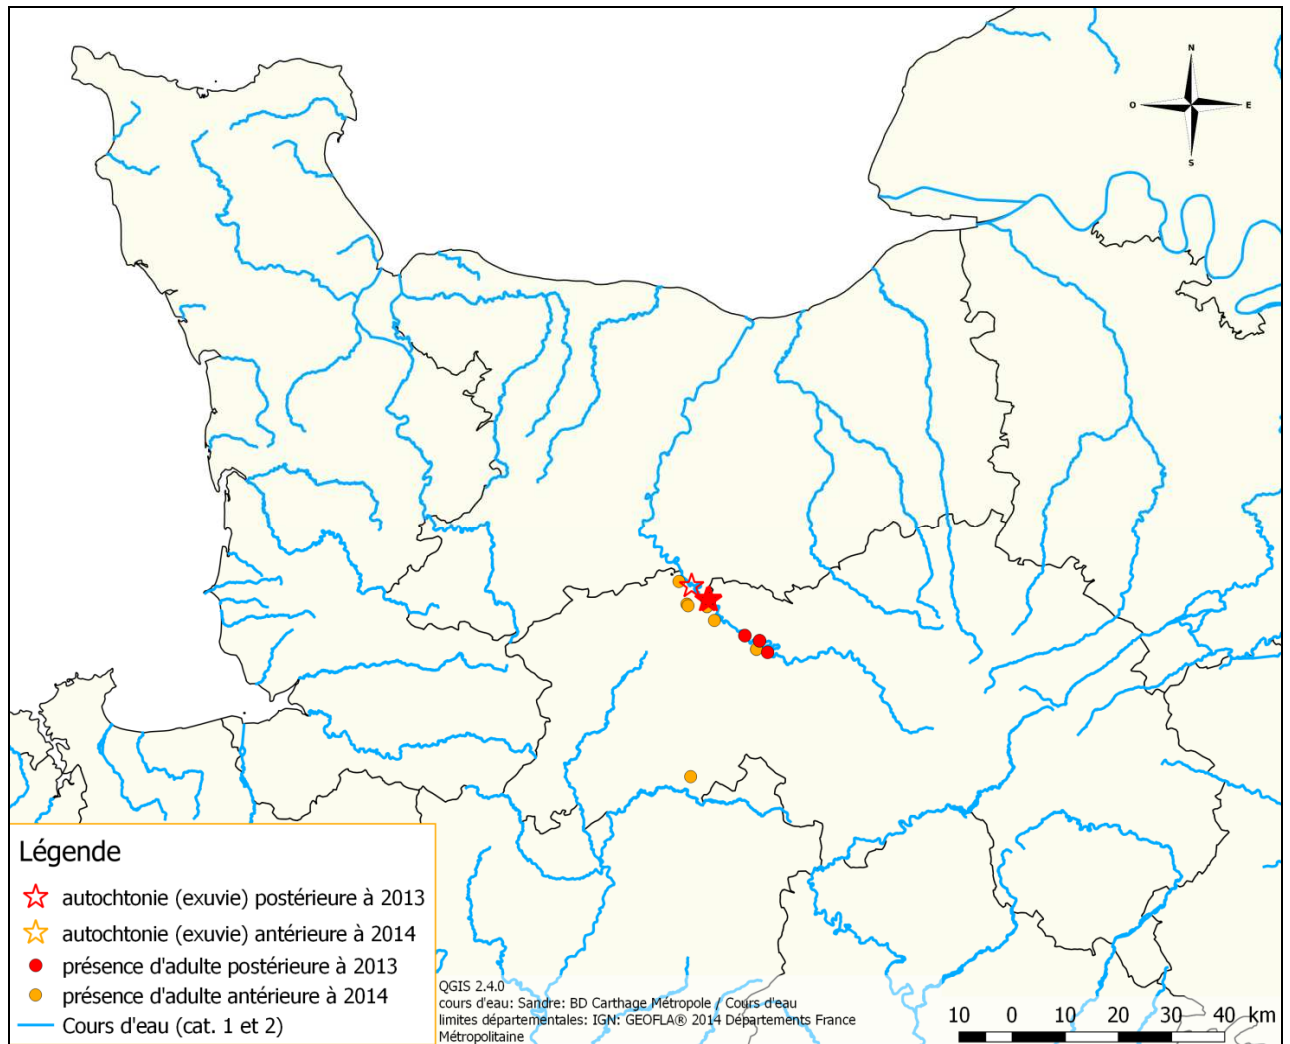 N
O E
S
Légende
autochtonie (exuvie) postérieure à 2013
autochtonie (exuvie) antérieure à 2014
présence d'adulte postérieure à 2013
présence d'adulte antérieure à 2014
Cours d'eau (cat. 1 et 2)
QGIS 2.4.0
cours d'eau: Sandre: BD Carthage Métropole / Cours d'eau
limites départementales: IGN: GEOFLA® 2014 Départements France
Métropolitaine
10 0 10 20 30 40 km